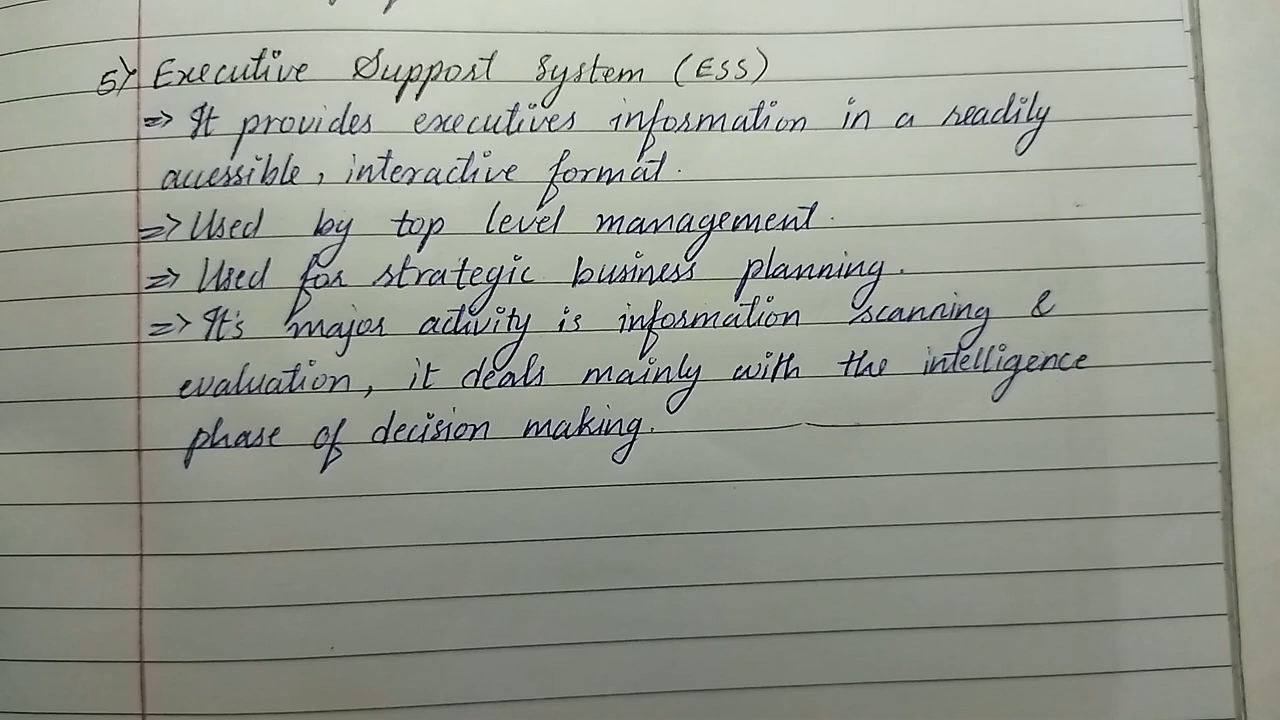 5) Executive Support System (ESS)
=> It provides executives information in a readily
accessible, interactive format.
=> Used by top level management.
=> Used for strategic business planning.
=> It's major activity is information scanning &
evaluation, it deals mainly with the intelligence
phase of decision making.